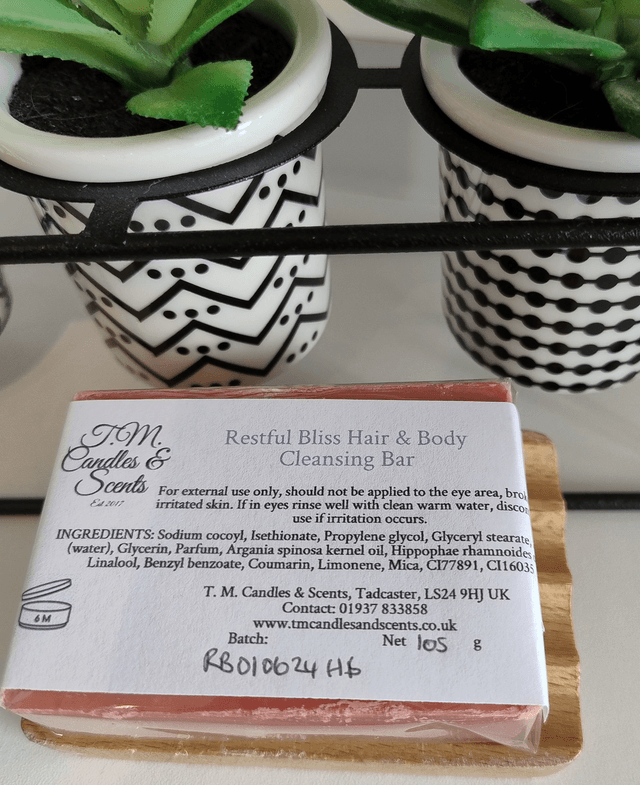 T.M.
Candles &
Scents
Est 2017
Restful Bliss Hair & Body
Cleansing Bar
For external use only, should not be applied to the eye area,
irritated skin. If in eyes rinse well with clean warm water,
use if irritation occurs.
INGREDIENTS: Sodium cocoyl, Isethionate, Propylene glycol, Glyceryl stearate,
(water), Glycerin, Parfum, Argania spinosa kernel oil, Hippophae rhamnoides
Linalool, Benzyl benzoate, Coumarin, Limonene, Mica, CI77891,
6M
T. M. Candles & Scents, Tadcaster, LS24 9HJ UK
Contact: 01937 833858
www.tmcandlesandscents.co.uk
Batch: Net 105 g
RB010624 HB